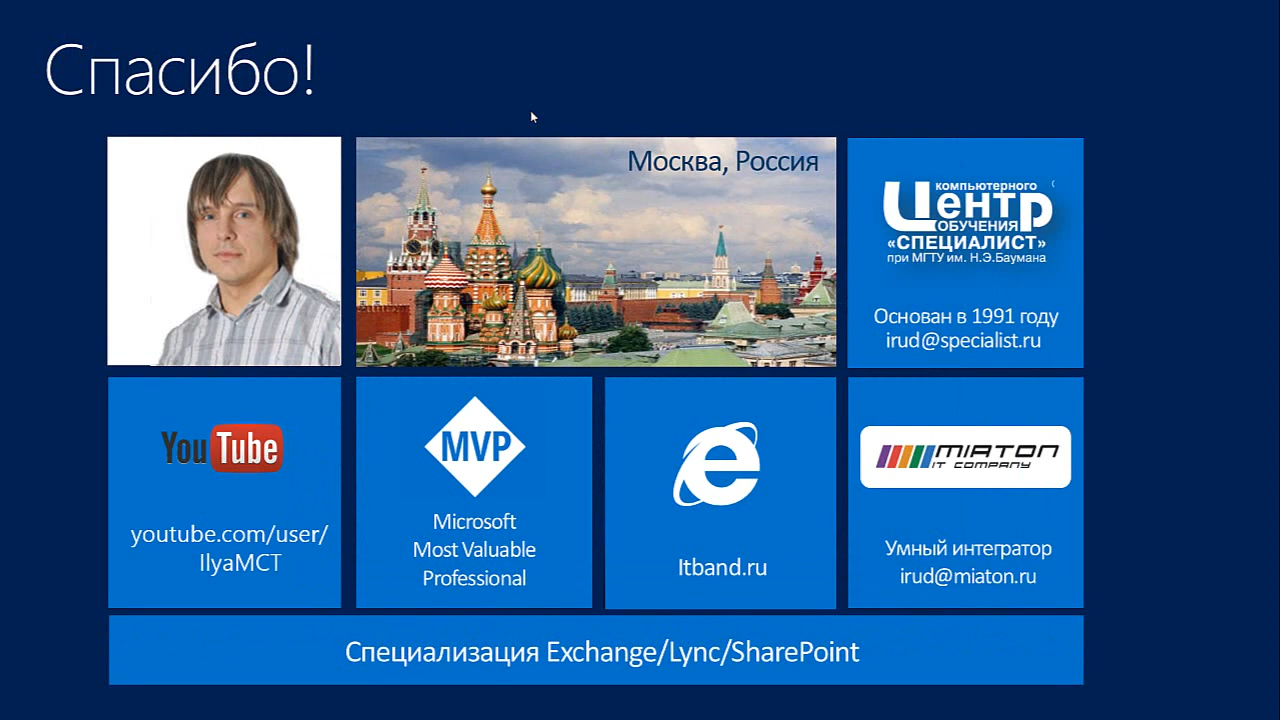 Спасибо!
Москва, Россия
компьютерного
Центр
ОБУЧЕНИЯ
«СПЕЦИАЛИСТ»
при МГТУ им. Н.Э.Баумана
Основан в 1991 году
irud@specialist.ru
YouTube
youtube.com/user/
IlyaMCT
MVP
Microsoft
Most Valuable
Professional
Itband.ru
MIATON
IT COMPANY
Умный интегратор
irud@miaton.ru
Специализация Exchange/Lync/SharePoint